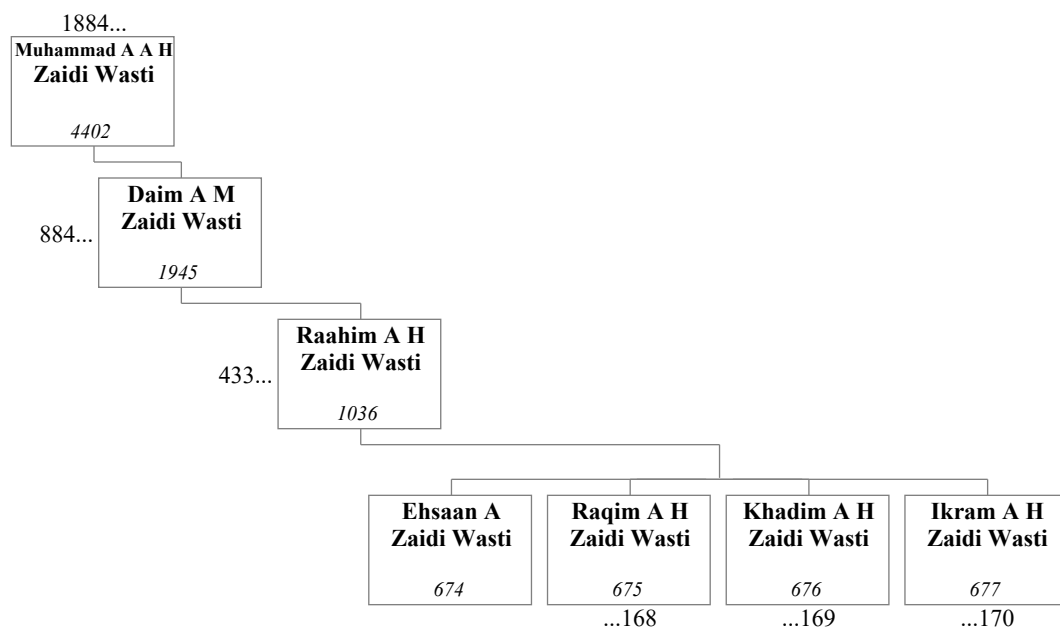 1884...
Muhammad A A H
Zaidi Wasti
4402
Daim A M
Zaidi Wasti
884...
1945
Raahim A H
Zaidi Wasti
433...
1036
Ehsaan A
Zaidi Wasti
674
Raqim A H
Zaidi Wasti
675
...168
Khadim A H
Zaidi Wasti
676
...169
Ikram A H
Zaidi Wasti
677
...170